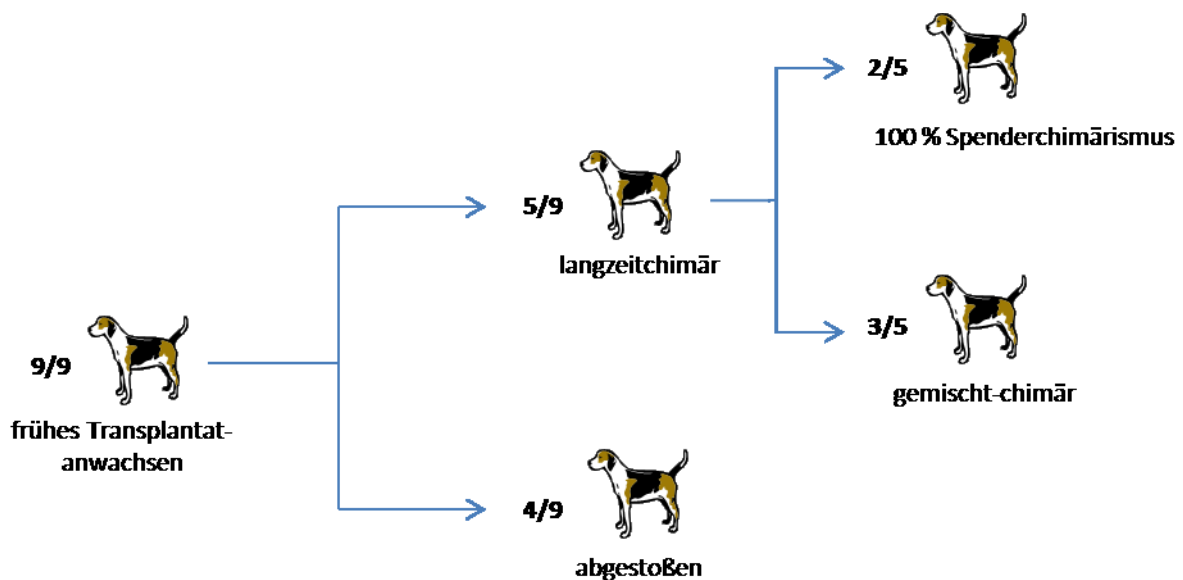 2/5
100 % Spenderchimärismus
5/9
langzeitchimär
3/5
gemischt-chimär
9/9
frühes Transplantat-
anwachsen
4/9
abgestoßen